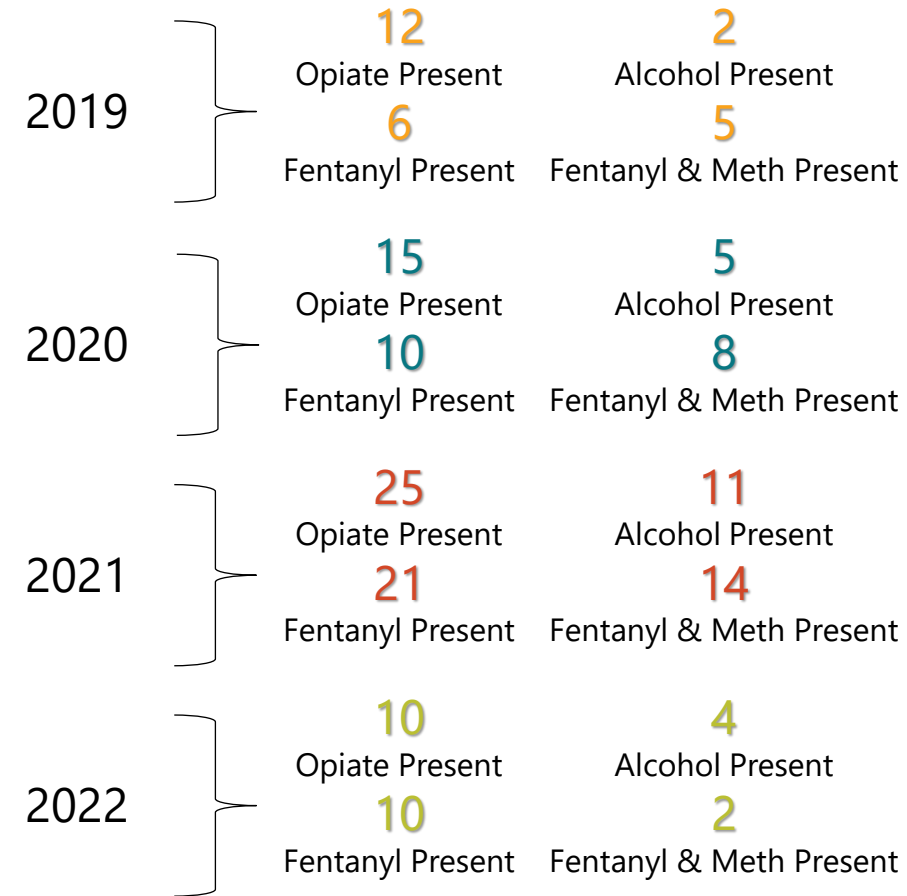 2019
12 2
Opiate Present Alcohol Present
6 5
Fentanyl Present Fentanyl & Meth Present
2020
15 5
Opiate Present Alcohol Present
10 8
Fentanyl Present Fentanyl & Meth Present
2021
25 11
Opiate Present Alcohol Present
21 14
Fentanyl Present Fentanyl & Meth Present
2022
10 4
Opiate Present Alcohol Present
10 2
Fentanyl Present Fentanyl & Meth Present